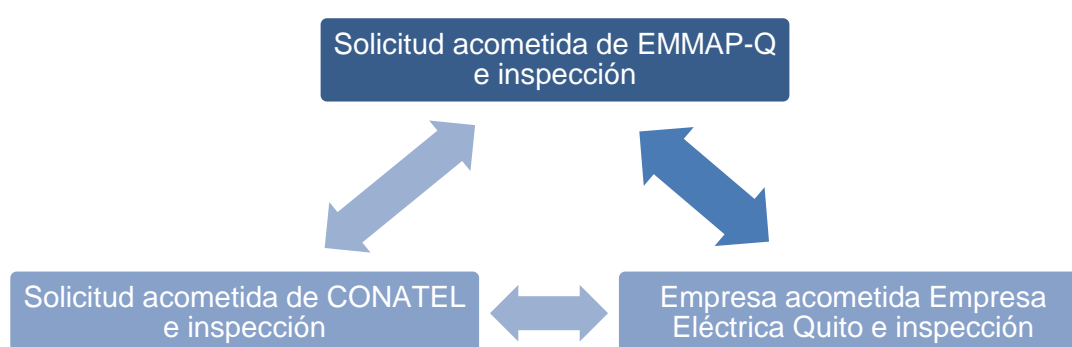 Solicitud acometida de EMMAP-Q
e inspección
Solicitud acometida de CONATEL
e inspección
Empresa acometida Empresa
Eléctrica Quito e inspección